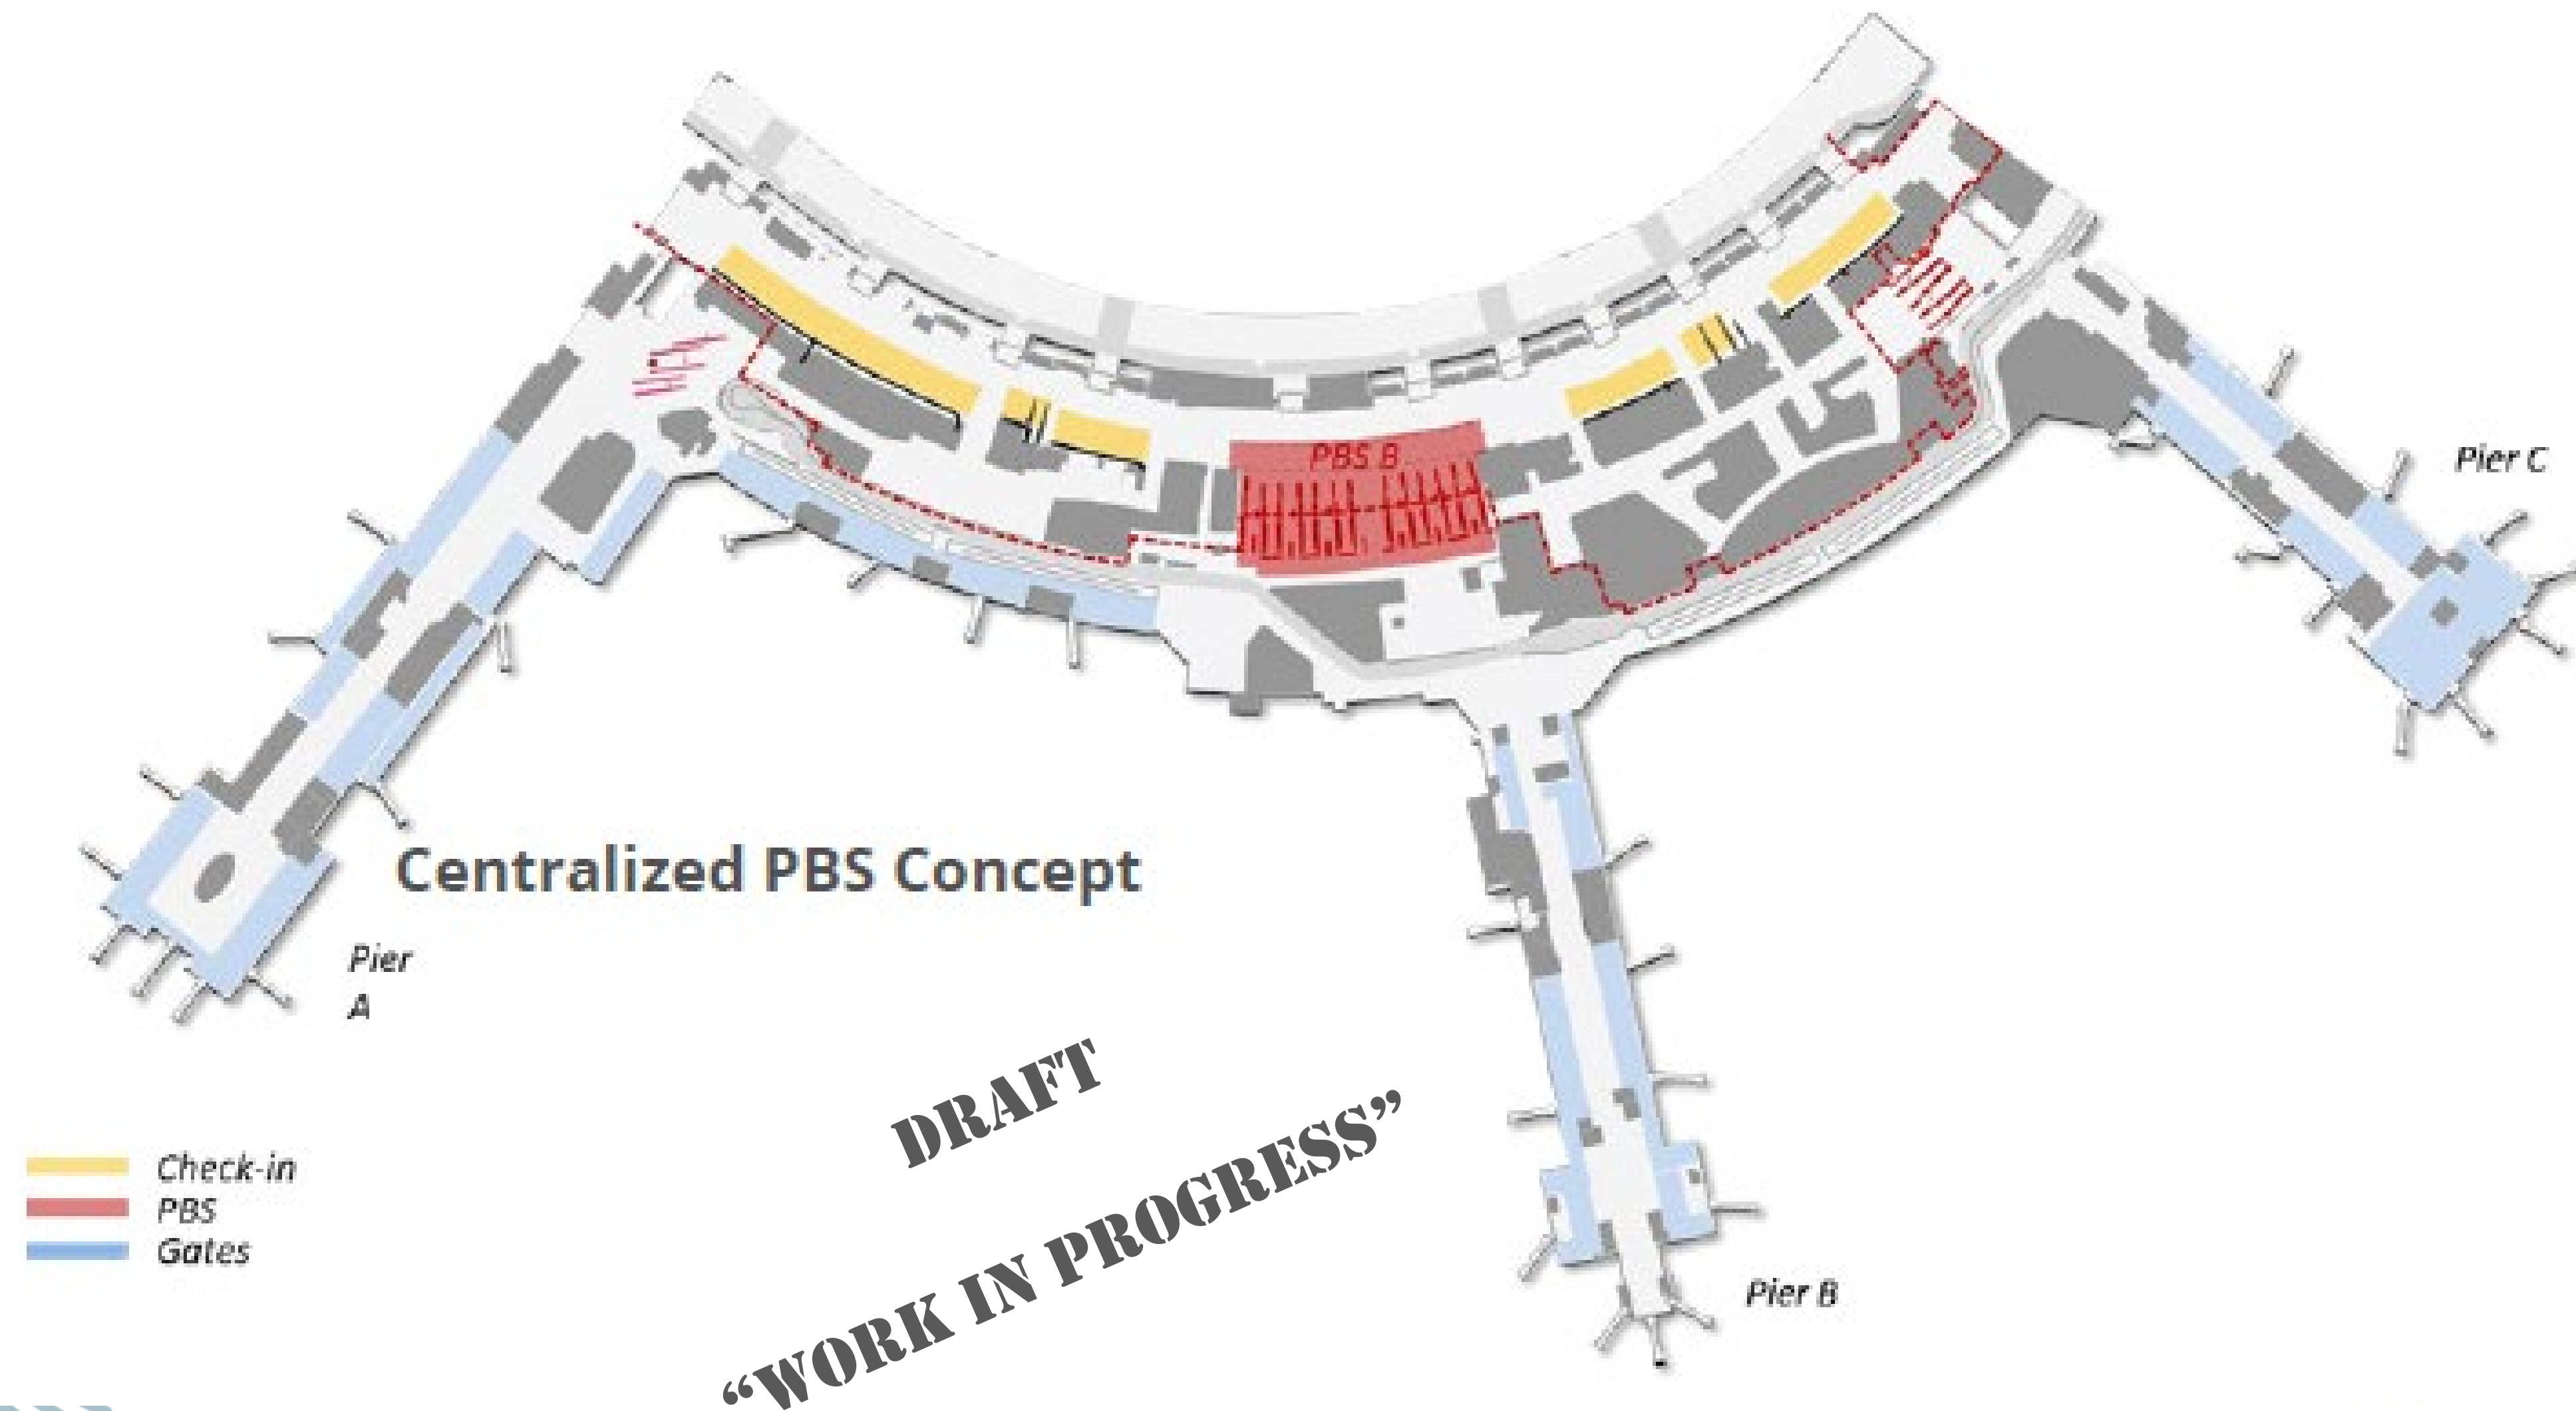 PBS B
Pier C
Centralized PBS Concept
Pier
A
DRAFT
“WORK IN PROGRESS”
Check-in
PBS
Gates
Pier B